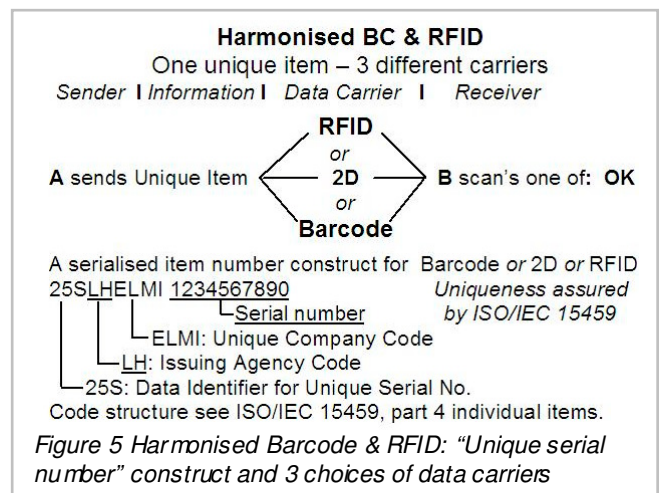 Harmonised BC & RFID
One unique item – 3 different carriers
Sender I Information I Data Carrier I Receiver
RFID
or
A sends Unique Item 2D B scan's one of: OK
or
Barcode
A serialised item number construct for Barcode or 2D or RFID
25SLHELMI 1234567890 Uniqueness assured
Serial number by ISO/IEC 15459
ELMI: Unique Company Code
LH: Issuing Agency Code
25S: Data Identifier for Unique Serial No.
Code structure see ISO/IEC 15459, part 4 individual items.
Figure 5 Harmonised Barcode & RFID: “Unique serial
number” construct and 3 choices of data carriers